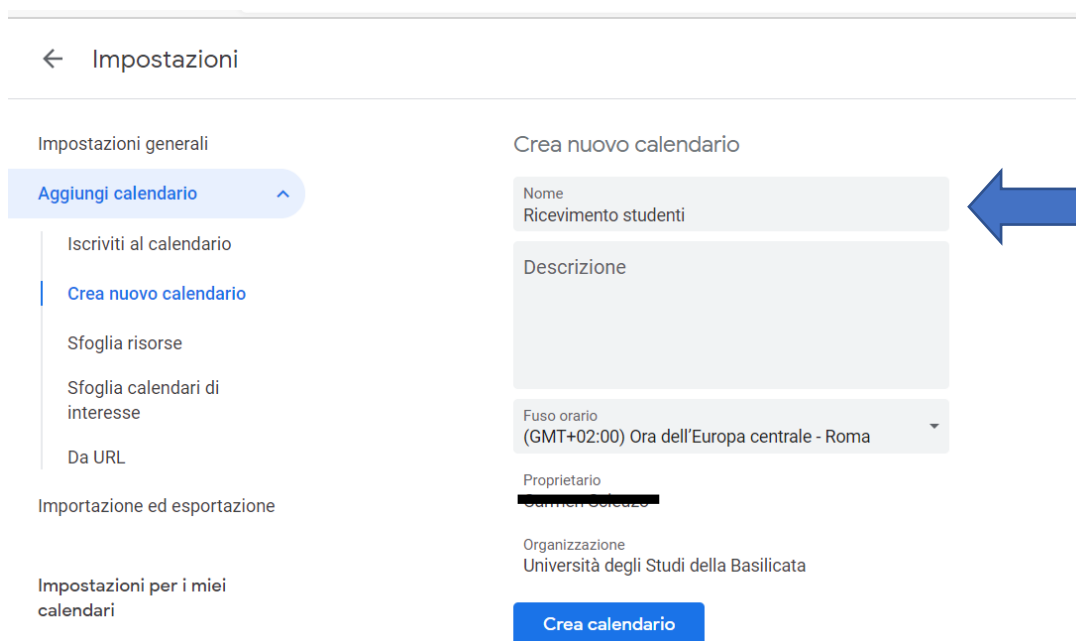 Impostazioni
Impostazioni generali
Aggiungi calendario
Iscriviti al calendario
Crea nuovo calendario
Sfoglia risorse
Sfoglia calendari di
interesse
Da URL
Importazione ed esportazione
Impostazioni per i miei
calendari
Crea nuovo calendario
Nome
Ricevimento studenti
Descrizione
Fuso orario
(GMT+02:00) Ora dell'Europa centrale - Roma
Proprietario
Organizzazione
Università degli Studi della Basilicata
Crea calendario